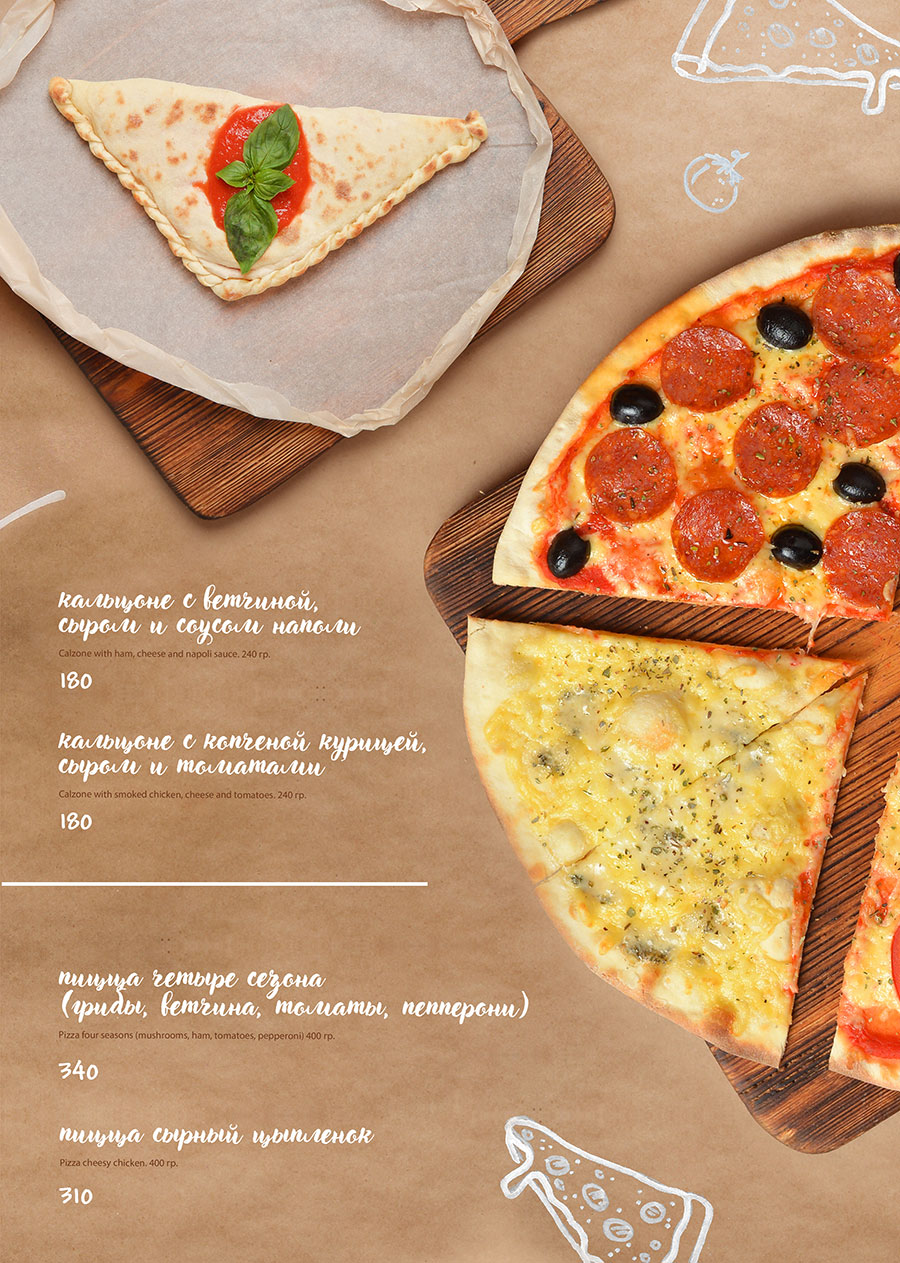 кальцоне с ветчиной,
сыром и соусом наполи
Calzone with ham, cheese and napoli sauce. 240 гр.
180
кальцоне с копченой курицей,
сыром и томатами
Calzone with smoked chicken, cheese and tomatoes. 240 гр.
180
пицца четыре сезона
(грибы, ветчина, томаты, пепперони)
Pizza four seasons (mushrooms, ham, tomatoes, pepperoni) 400 гр.
340
пицца сырный цыпленок
Pizza cheesy chicken. 400 гр.
310